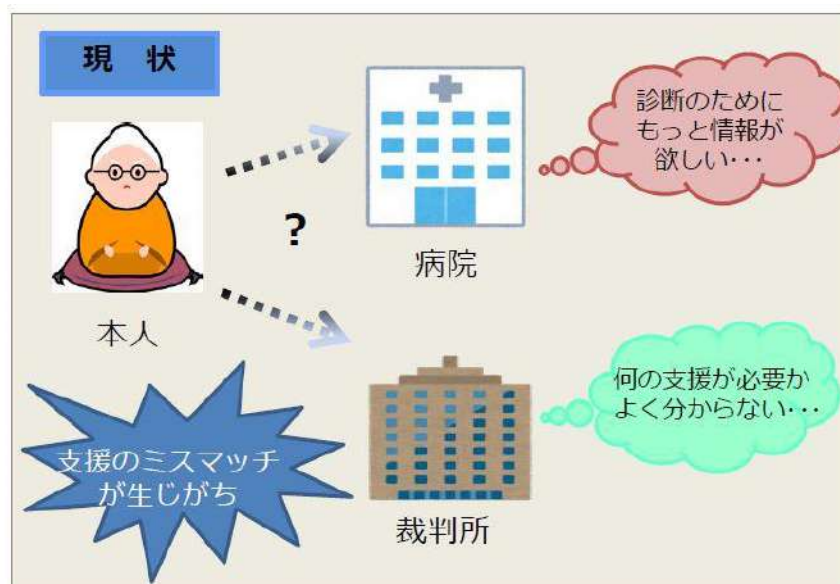 現 状
診断のために
もっと情報が
欲しい・・・
?
病院
本人
何の支援が必要か
よく分からない・・・
支援のミスマッチ
が生じがち
裁判所